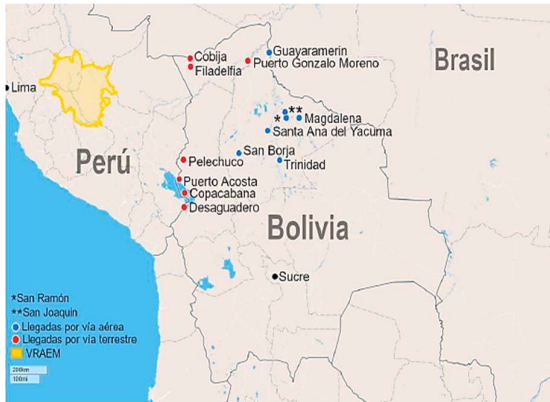 Cobija
Filadelfia
Guayaramerin
Puerto Gonzalo Moreno
Brasil
Lima
* **
Magdalena
Santa Ana del Yacuma
San Borja
Trinidad
Perú
Pelechuco
Puerto Acosta
Copacabana
Desaguadero
Bolivia
Sucre
*San Ramón
**San Joaquin
Llegadas por vía aérea
Llegadas por vía terrestre
VRAEM
200km
100mi